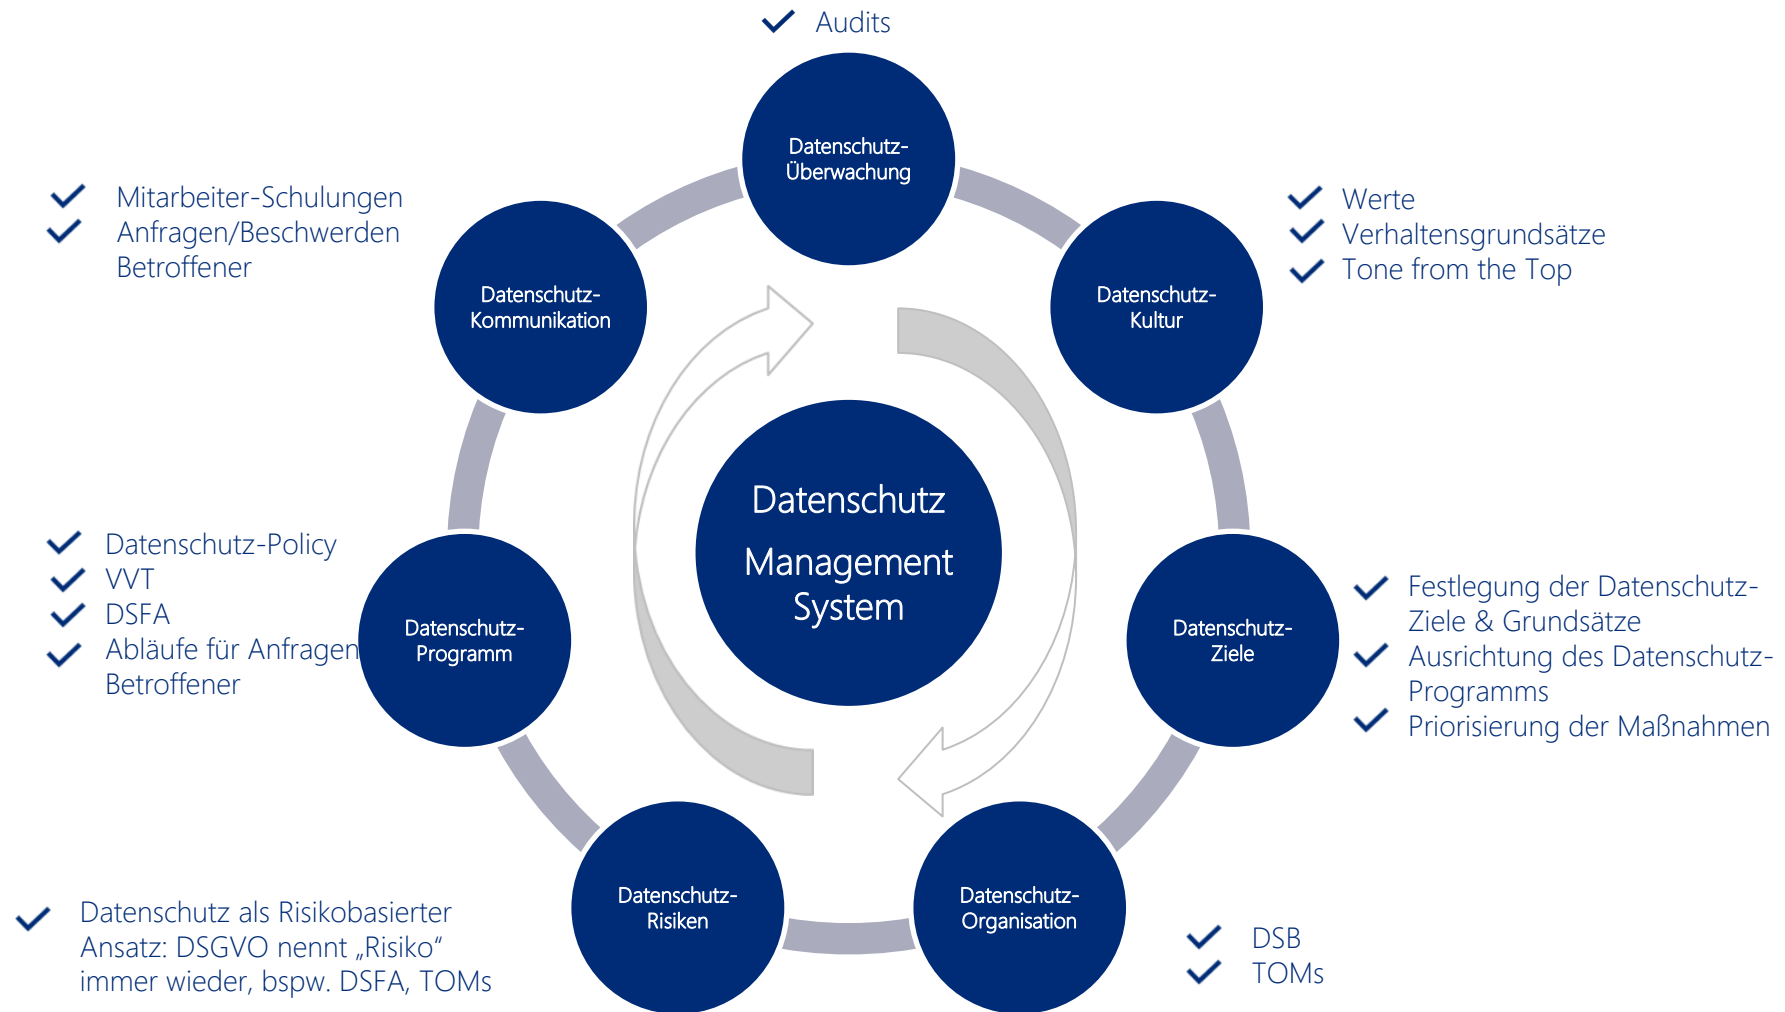 Audits
Datenschutz-
Überwachung
Mitarbeiter-Schulungen
Anfragen/Beschwerden
Betroffener
Datenschutz-
Kommunikation
Werte
Verhaltensgrundsätze
Tone from the Top
Datenschutz-
Kultur
Datenschutz
Management
System
Datenschutz-Policy
VVT
DSFA
Abläufe für Anfragen
Betroffener
Datenschutz-
Programm
Datenschutz-
Ziele
Festlegung der Datenschutz-
Ziele & Grundsätze
Ausrichtung des Datenschutz-
Programms
Priorisierung der Maßnahmen
Datenschutz als Risikobasierter
Ansatz: DSGVO nennt „Risiko“
immer wieder, bspw. DSFA, TOMs
Datenschutz-
Risiken
Datenschutz-
Organisation
DSB
TOMs